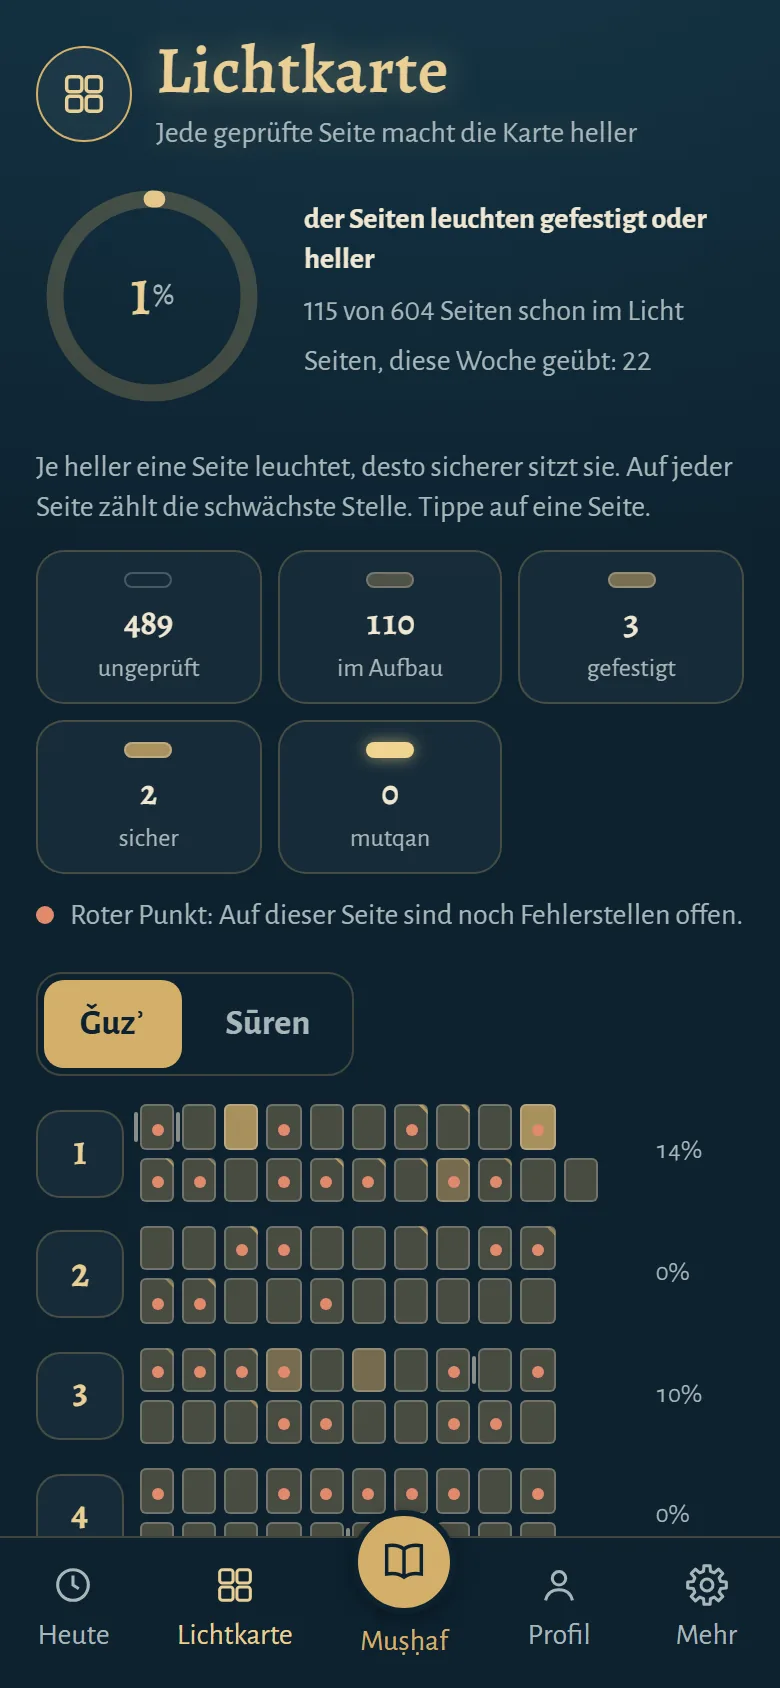 Lichtkarte
Jede geprüfte Seite macht die Karte heller
1%
der Seiten leuchten gefestigt oder
heller
115 von 604 Seiten schon im Licht
Seiten, diese Woche geübt: 22
Je heller eine Seite leuchtet, desto sicherer sitzt sie. Auf jeder
Seite zählt die schwächste Stelle. Tippe auf eine Seite.
489
ungeprüft
110
im Aufbau
3
gefestigt
2
sicher
0
mutqan
Roter Punkt: Auf dieser Seite sind noch Fehlerstellen offen.
Ǧuzʾ
Sūren
1
14%
2
0%
3
10%
4
0%
Heute
Lichtkarte
Muṣḥaf
Profil
Mehr